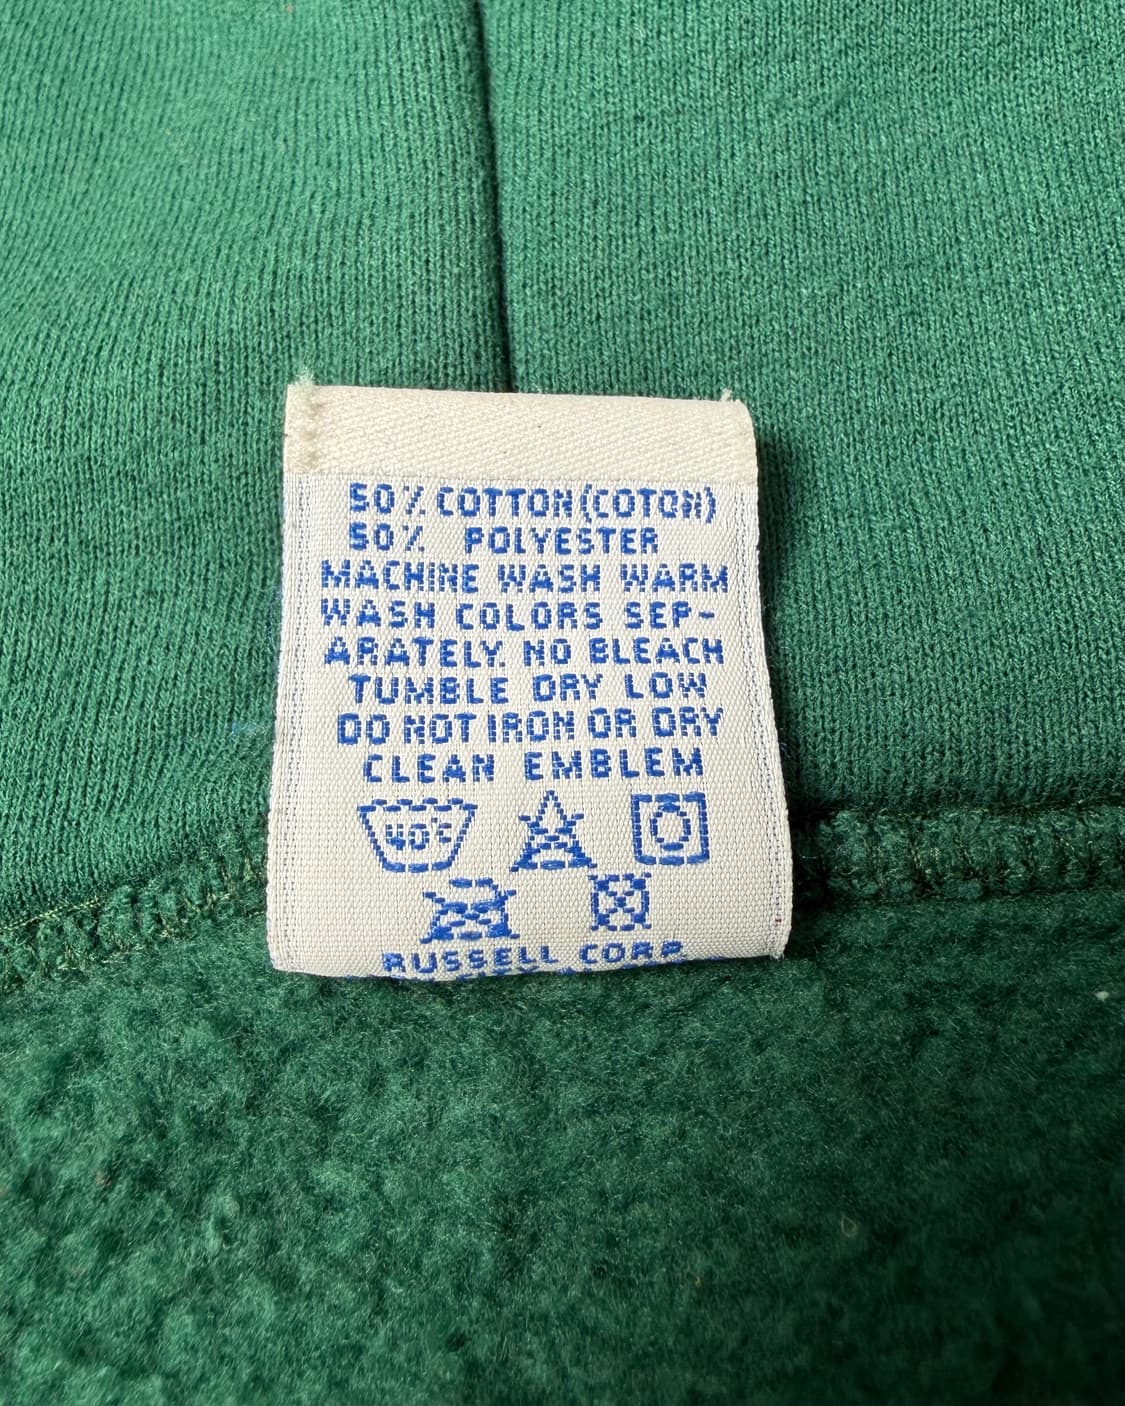 50% COTTON (COTON)
50% POLYESTER
MACHINE WASH WARM
WASH COLORS SEP-
ARATELY. NO BLEACH
TUMBLE DRY LOW
DO NOT IRON OR DRY
CLEAN EMBLEM
40°C
RUSSELL CORP.